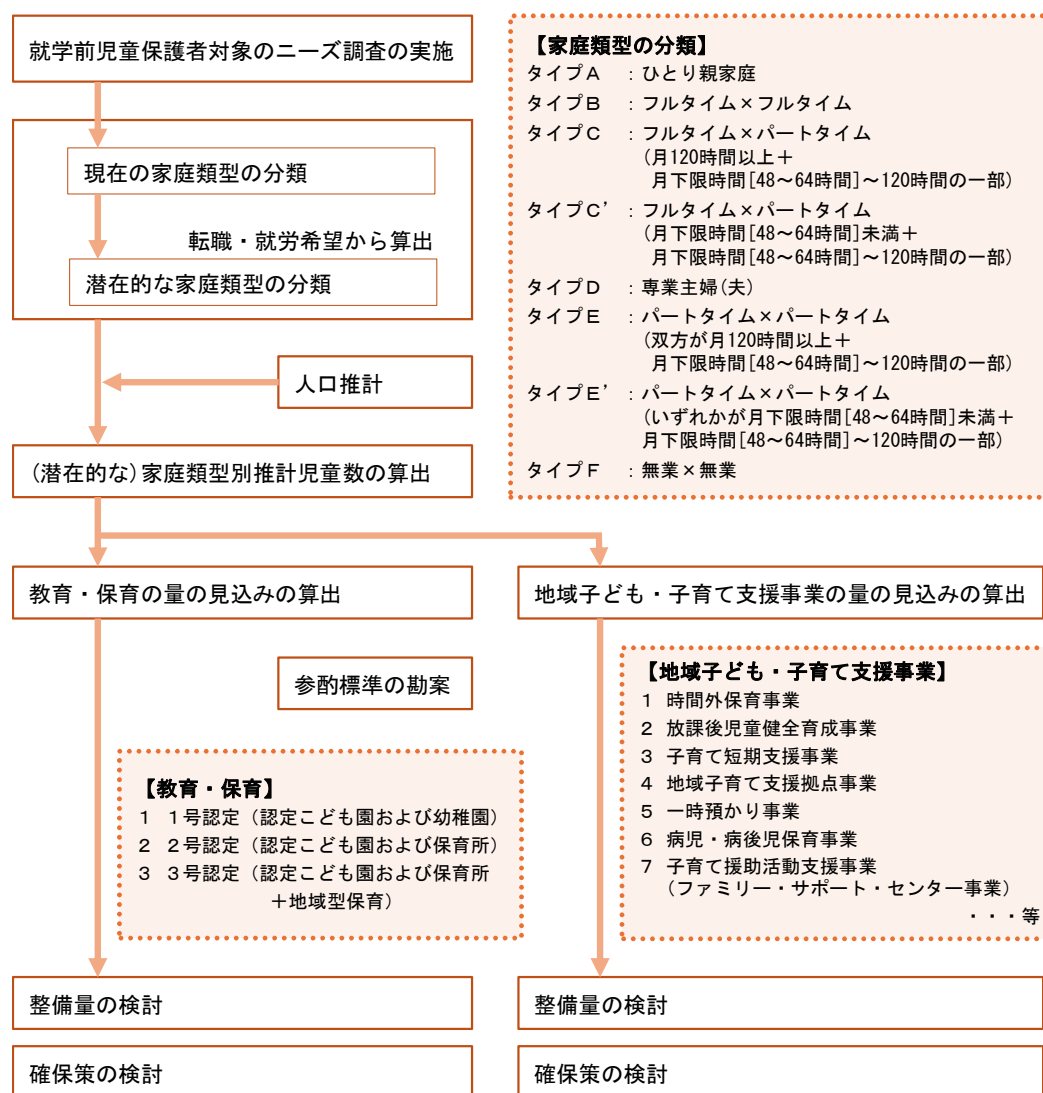 就学前児童保護者対象のニーズ調査の実施
現在の家庭類型の分類
転職・就労希望から算出
潜在的な家庭類型の分類
人口推計
(潜在的な)家庭類型別推計児童数の算出
【家庭類型の分類】
タイプA :ひとり親家庭
タイプB :フルタイム×フルタイム
タイプC :フルタイム×パートタイム
(月120時間以上+
月下限時間[48~64時間]~120時間の一部)
タイプC’:フルタイム×パートタイム
(月下限時間[48~64時間]未満+
月下限時間[48~64時間]~120時間の一部)
タイプD :専業主婦(夫)
タイプE :パートタイム×パートタイム
(双方が月120時間以上+
月下限時間[48~64時間]~120時間の一部)
タイプE’:パートタイム×パートタイム
(いずれかが月下限時間[48~64時間]未満+
月下限時間[48~64時間]~120時間の一部)
タイプF :無業×無業
教育・保育の量の見込みの算出
参酌標準の勘案
【教育・保育】
1 1号認定(認定こども園および幼稚園)
2 2号認定(認定こども園および保育所)
3 3号認定(認定こども園および保育所
+地域型保育)
整備量の検討
確保策の検討
地域子ども・子育て支援事業の量の見込みの算出
【地域子ども・子育て支援事業】
1 時間外保育事業
2 放課後児童健全育成事業
3 子育て短期支援事業
4 地域子育て支援拠点事業
5 一時預かり事業
6 病児・病後児保育事業
7 子育て援助活動支援事業
(ファミリー・サポート・センター事業)
・・・等
整備量の検討
確保策の検討